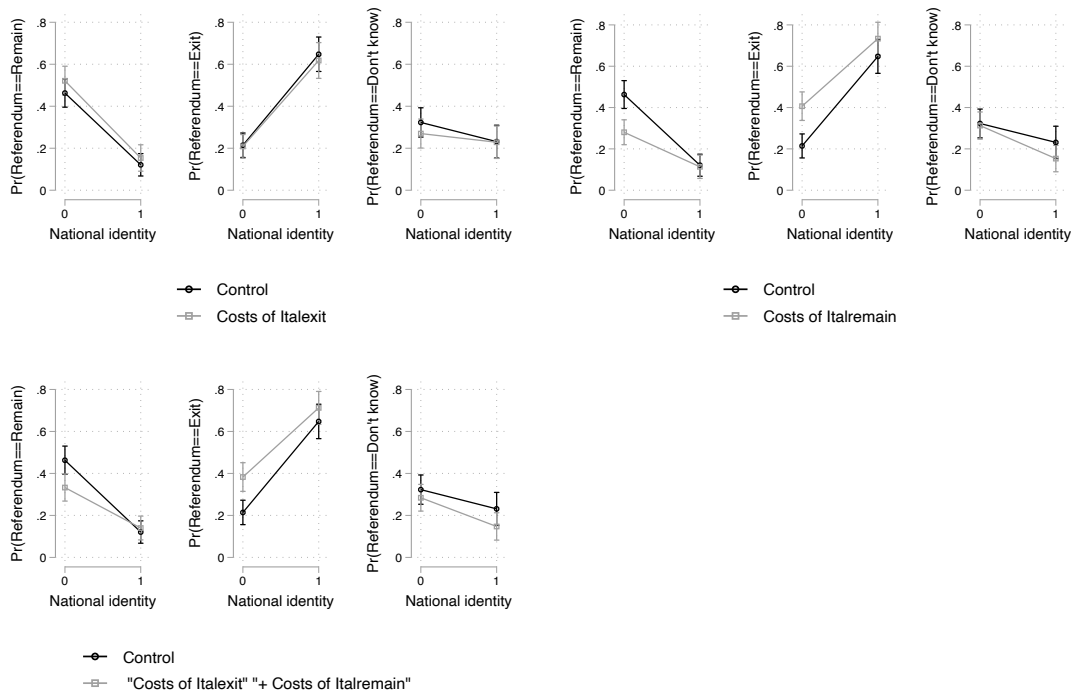 Pr(Referendum==Remain)
.8
.6
.4
.2
0
0 1
National identity
Pr(Referendum==Exit)
.8
.6
.4
.2
0
0 1
National identity
Pr(Referendum==Don't know)
.8
.6
.4
.2
0
0 1
National identity
Control
Costs of Italexit
Pr(Referendum==Remain)
.8
.6
.4
.2
0
0 1
National identity
Pr(Referendum==Exit)
.8
.6
.4
.2
0
0 1
National identity
Pr(Referendum==Don't know)
.8
.6
.4
.2
0
0 1
National identity
Control
Costs of Italremain
Pr(Referendum==Remain)
.8
.6
.4
.2
0
0 1
National identity
Pr(Referendum==Exit)
.8
.6
.4
.2
0
0 1
National identity
Pr(Referendum==Don't know)
.8
.6
.4
.2
0
0 1
National identity
Control
"Costs of Italexit" "+ Costs of Italremain"